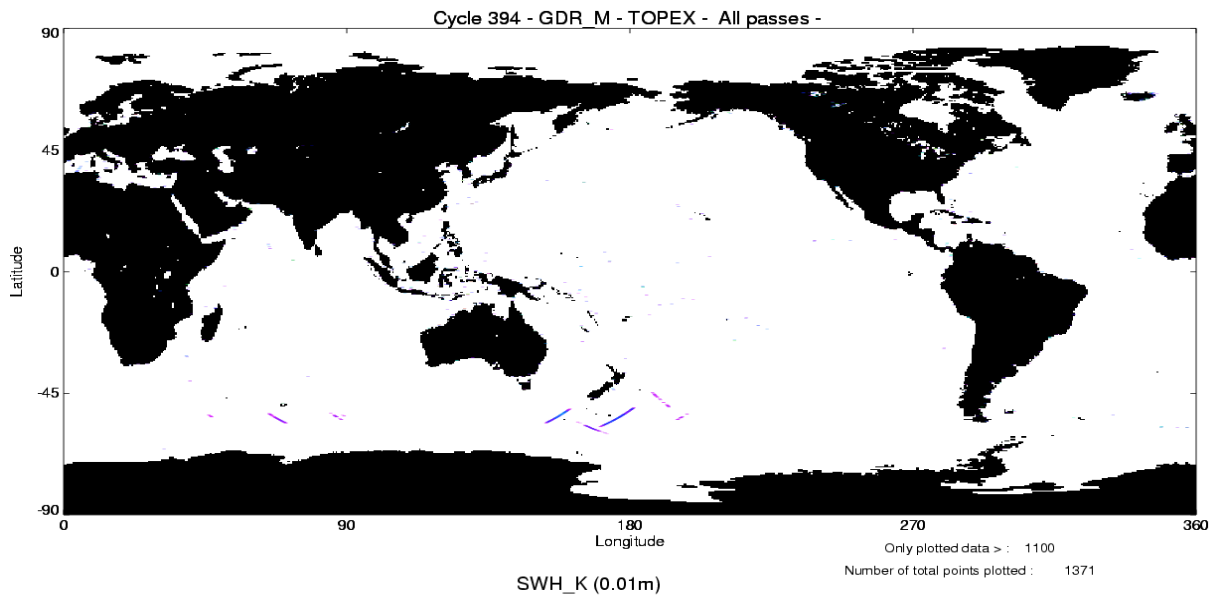 Cycle 394 - GDR_M - TOPEX - All passes -
90
45
0
-45
-90
Latitude
0 90 180 270 360
Longitude
Only plotted data > : 1100
Number of total points plotted : 1371
SWH_K (0.01m)